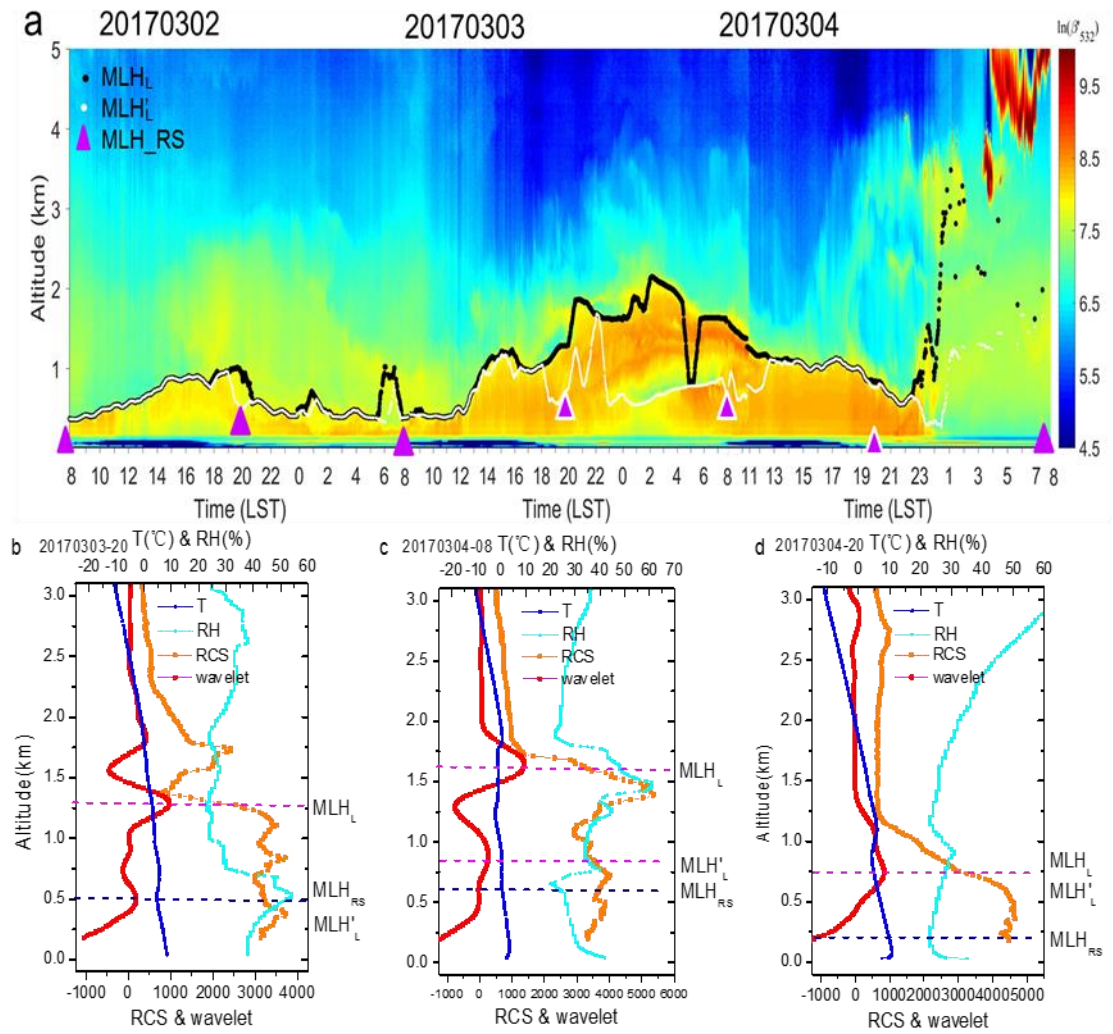 a
20170302 20170303 20170304
ln(β'532)
MLHL
MLH'L
MLH_RS
Altitude (km)
5
4
3
2
1
9.5
8.5
7.5
6.5
5.5
4.5
8 10 12 14 16 18 20 22 0 2 4 6 8 10 12 14 16 18 20 22 0 2 4 6 8 11 13 15 17 19 21 23 1 3 5 7 8
Time (LST) Time (LST) Time (LST)
b 20170303-20 T(℃) & RH(%)
-20 -10 0 10 20 30 40 50 60
T
RH
RCS
wavelet
Altitude (km)
3.0
2.5
2.0
1.5
1.0
0.5
0.0
MLHL
MLHRS
MLH'L
-1000 0 1000 2000 3000 4000
RCS & wavelet
c 20170304-08 T(℃) & RH(%)
-20 -10 0 10 20 30 40 50 60 70
T
RH
RCS
wavelet
3.0
2.5
2.0
1.5
1.0
0.5
0.0
MLHL
MLH'L
MLHRS
-1000 0 1000 2000 3000 4000 5000 6000
RCS & wavelet
d 20170304-20 T(℃) & RH(%)
-10 0 10 20 30 40 50 60
T
RH
RCS
wavelet
Altitude(km)
3.0
2.5
2.0
1.5
1.0
0.5
0.0
MLHL
MLH'L
MLHRS
-1000 0 1000 2000 3000 4000 5000
RCS & wavelet